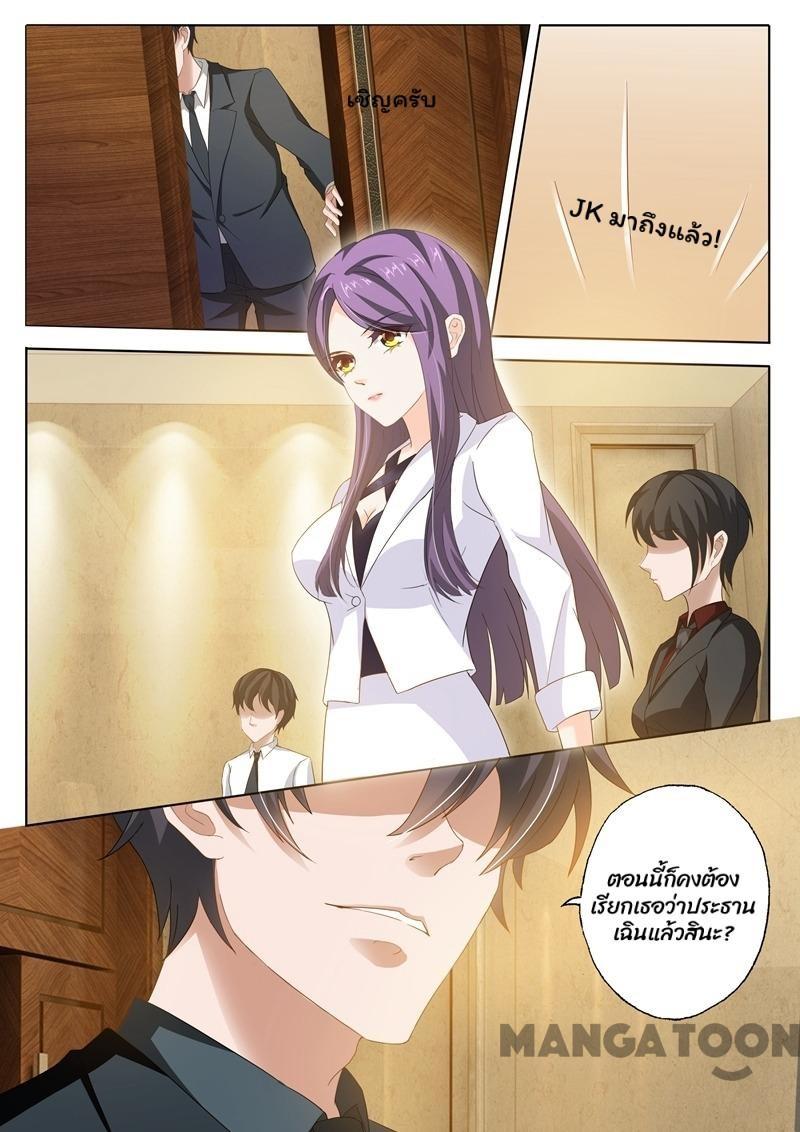 เชิญครับ
JK มาถึงแล้ว!
ตอนนี้ก็คงต้อง
เรียกเธอว่าประธาน
เฉินแล้วสินะ?
MANGATOON